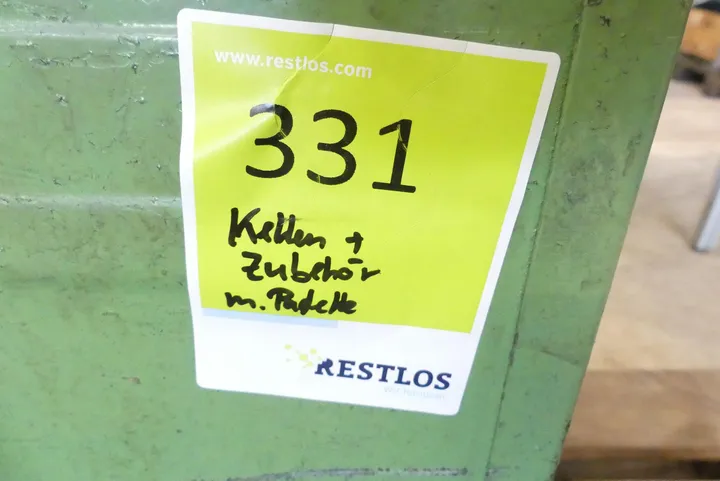 www.restlos.com
331
Ketten +
Zubehör
m. Palette
RESTLOS